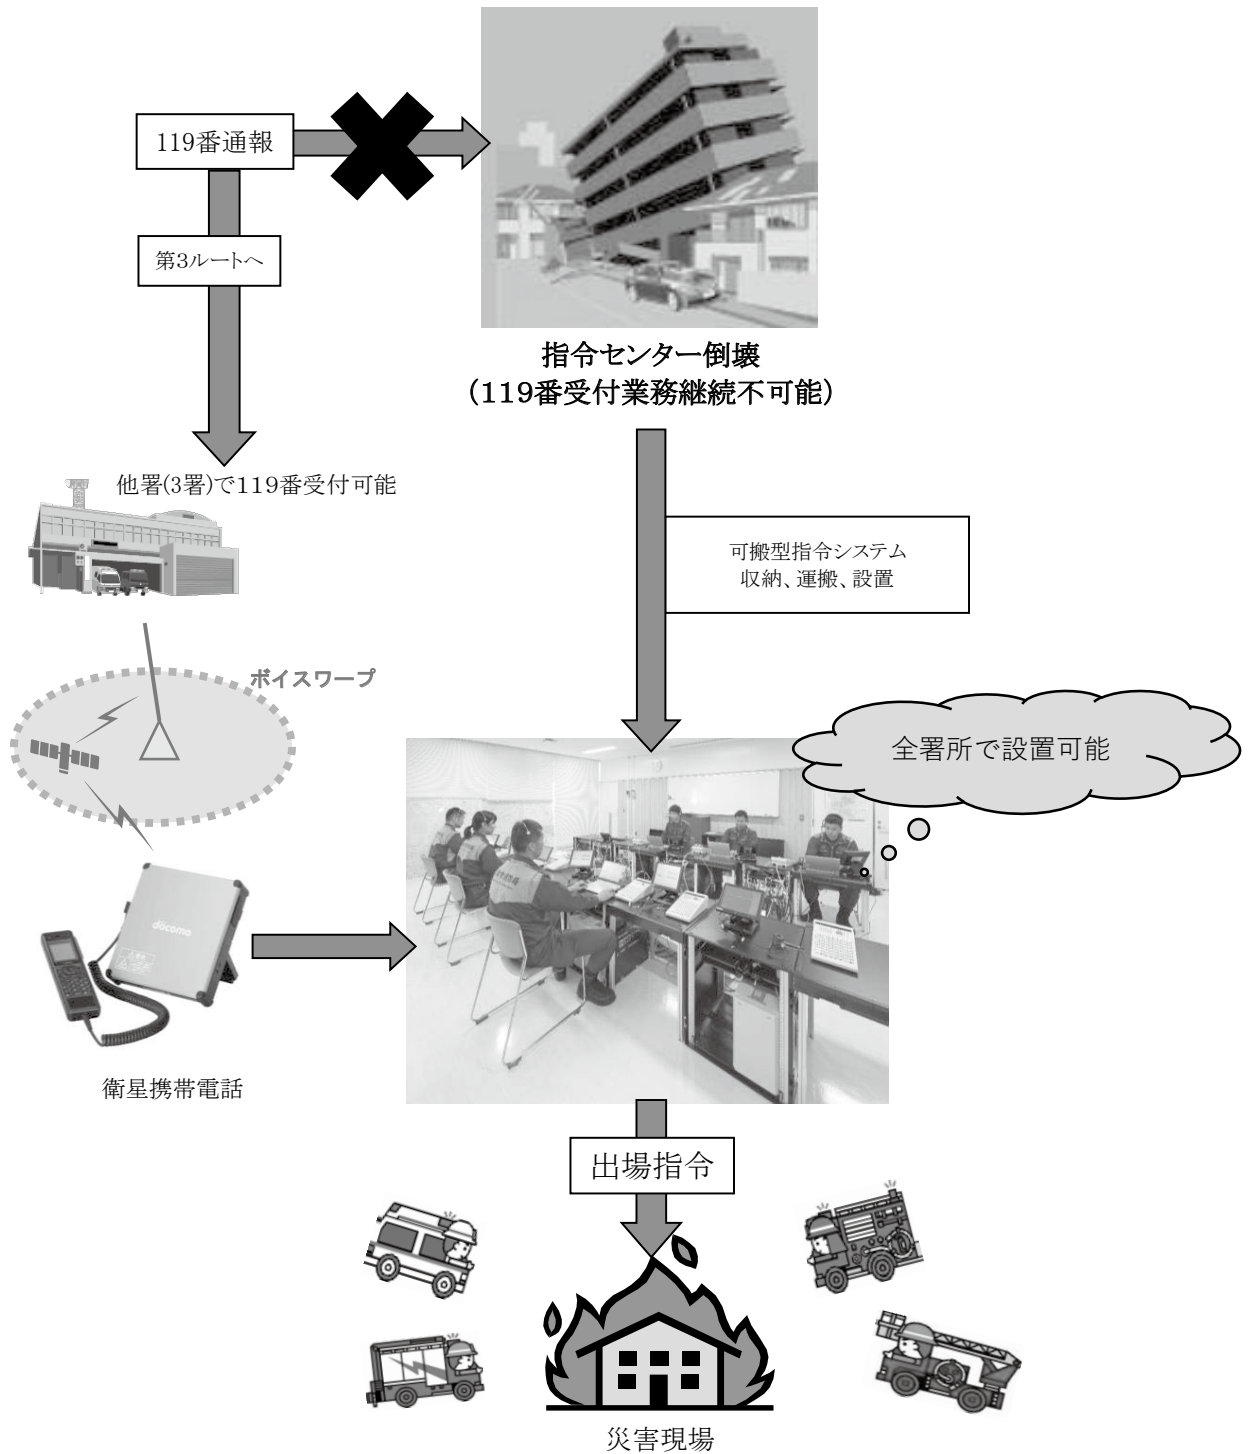 119番通報
第3ルートへ
指令センター倒壊
(119番受付業務継続不可能)
他署(3署)で119番受付可能
可搬型指令システム
収納、運搬、設置
ボイスワープ
全署所で設置可能
docomo
衛星携帯電話
出場指令
災害現場